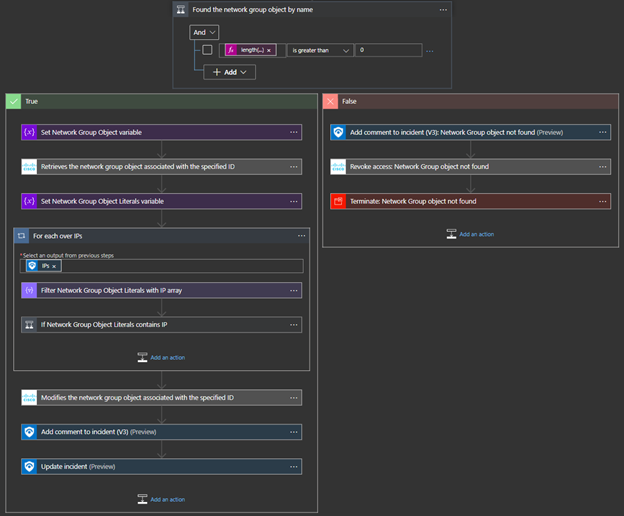 Found the network group object by name
And
length(...) ×
is greater than
0
Add
True
Set Network Group Object variable
Retrieves the network group object associated with the specified ID
Set Network Group Object Literals variable
For each over IPs
*Select an output from previous steps
IPs ×
Filter Network Group Object Literals with IP array
If Network Group Object Literals contains IP
Add an action
Modifies the network group object associated with the specified ID
Add comment to incident (V3) (Preview)
Update incident (Preview)
Add an action
False
Add comment to incident (V3): Network Group object not found (Preview)
Revoke access: Network Group object not found
Terminate: Network Group object not found
Add an action